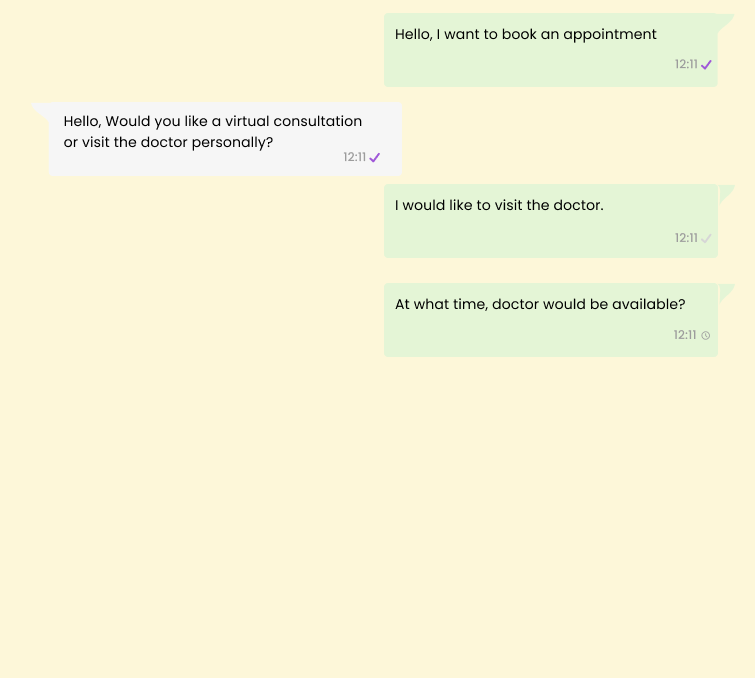 Hello, I want to book an appointment
12:11
Hello, Would you like a virtual consultation
or visit the doctor personally?
12:11
I would like to visit the doctor.
12:11
At what time, doctor would be available?
12:11